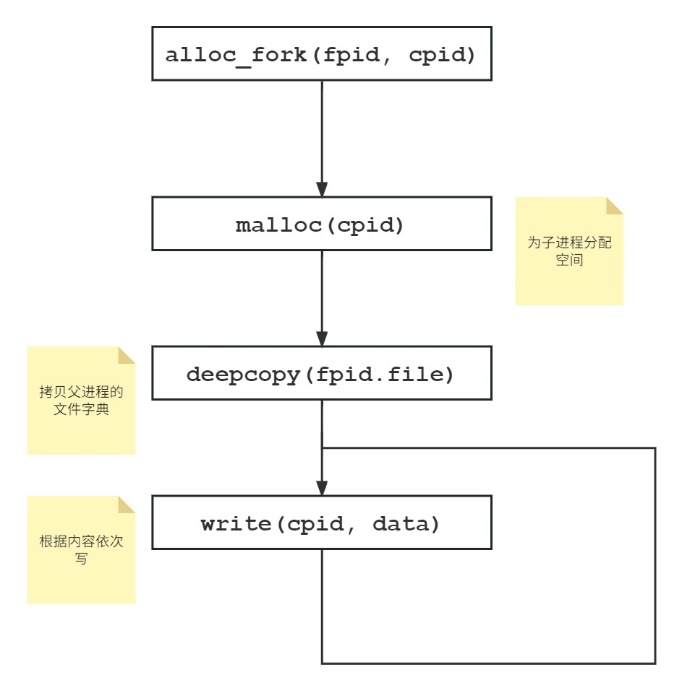 alloc_fork(fpid, cpid)
malloc(cpid)
为子进程分配
空间
deepcopy(fpid.file)
拷贝父进程的
文件字典
write(cpid, data)
根据内容依次
写